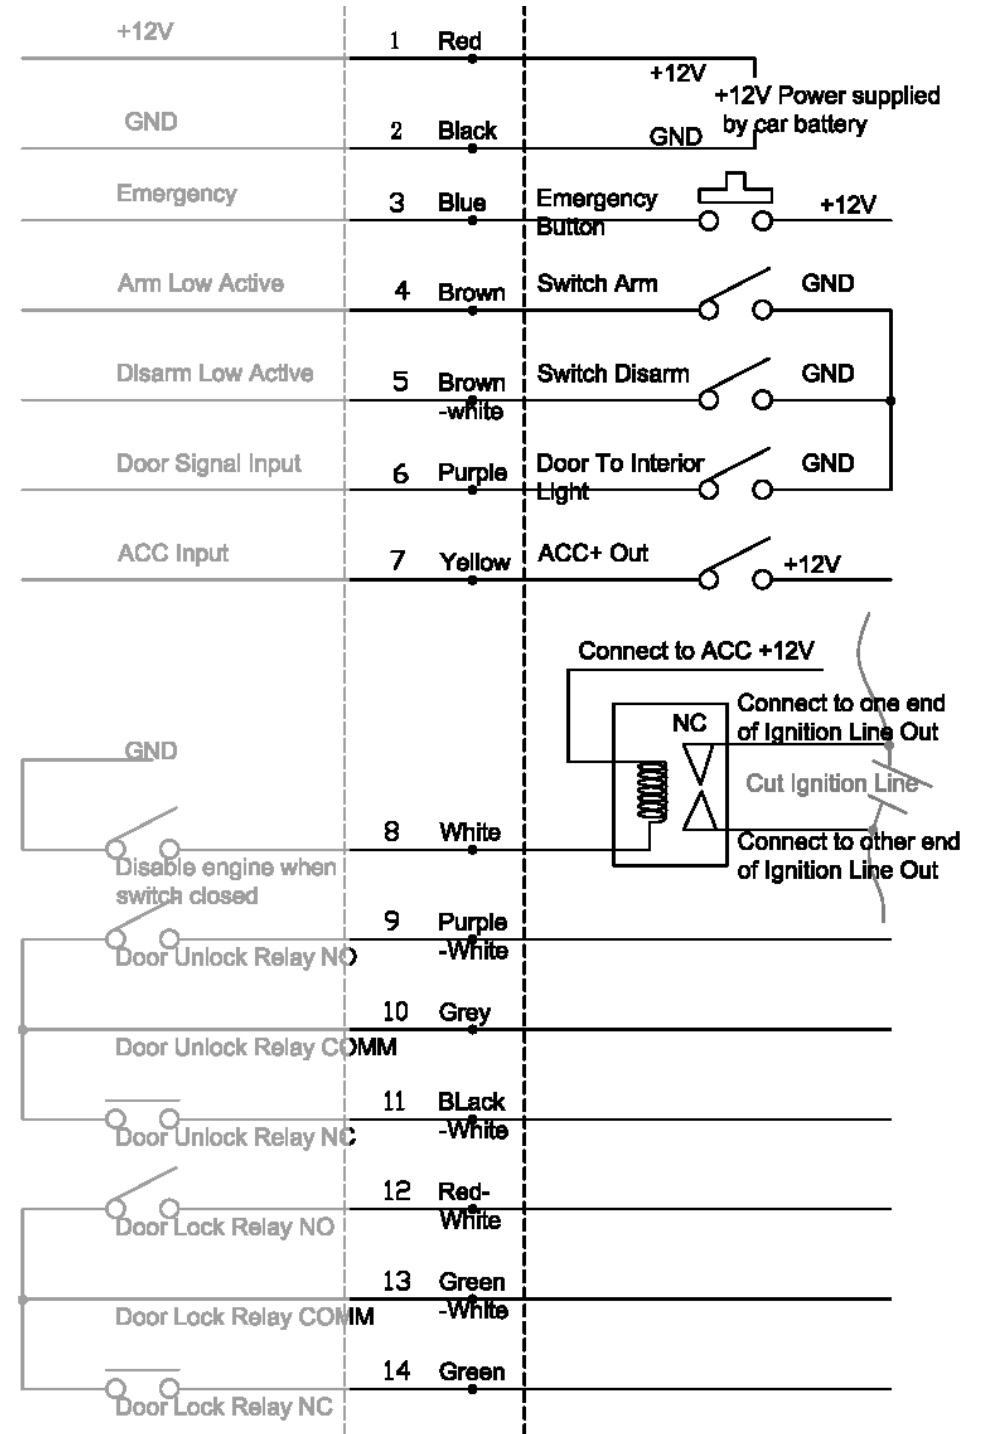 +12V
1 Red
+12V
+12V Power supplied
by car battery
GND
2 Black
GND
Emergency
3 Blue
Emergency
Button
+12V
Arm Low Active
4 Brown
Switch Arm
GND
Disarm Low Active
5 Brown
-white
Switch Disarm
GND
Door Signal Input
6 Purple
Door To Interior
Light
GND
ACC Input
7 Yellow
ACC+ Out
+12V
Connect to ACC +12V
NC
Connect to one end
of Ignition Line Out
Cut Ignition Line
Connect to other end
of Ignition Line Out
GND
8 White
Disable engine when
switch closed
9 Purple
-White
Door Unlock Relay NO
10 Grey
Door Unlock Relay COMM
11 BLack
-White
Door Unlock Relay NC
12 Red-
White
Door Lock Relay NO
13 Green
-White
Door Lock Relay COMM
14 Green
Door Lock Relay NC